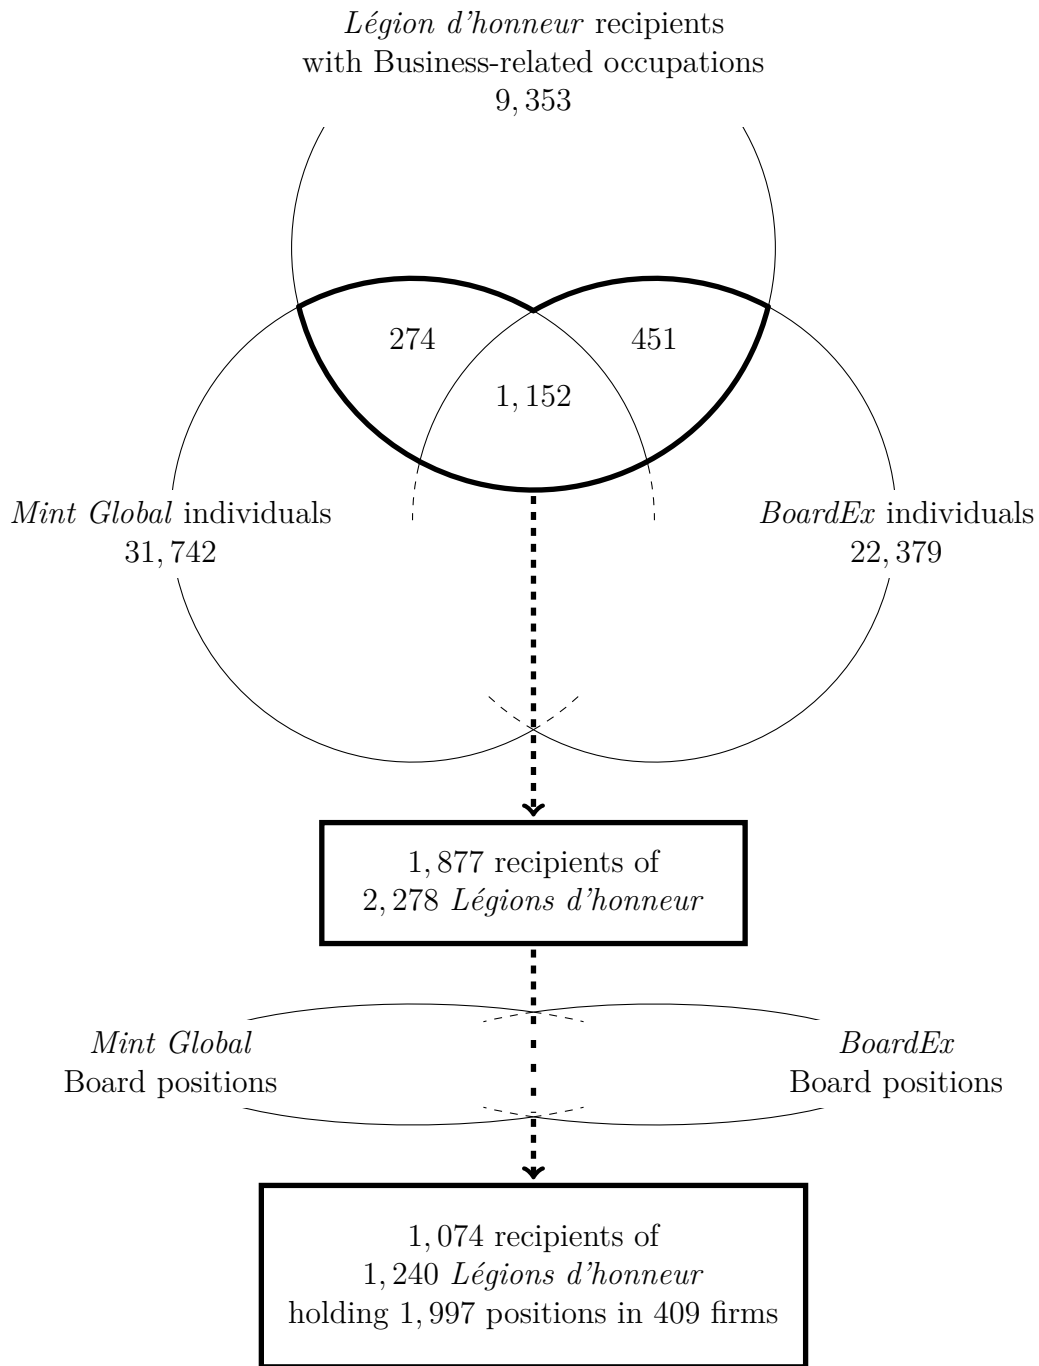 Légion d'honneur recipients
with Business-related occupations
9, 353
274
451
1, 152
Mint Global individuals
31, 742
BoardEx individuals
22, 379
1, 877 recipients of
2, 278 Légions d'honneur
Mint Global
Board positions
BoardEx
Board positions
1, 074 recipients of
1, 240 Légions d'honneur
holding 1, 997 positions in 409 firms